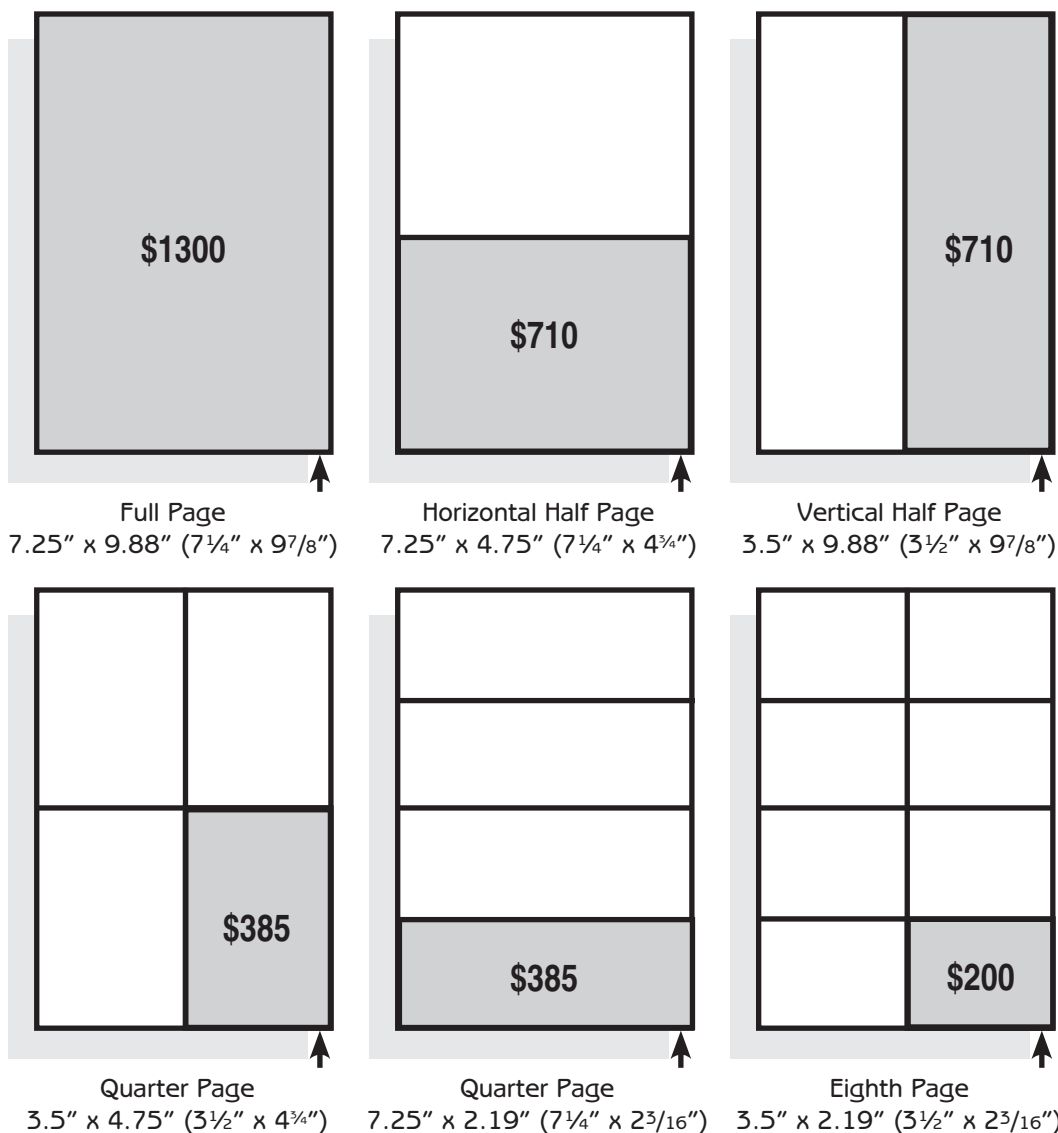 $1300
$710
$710
Full Page
7.25" x 9.88" (7¼" x 9⅞")
Horizontal Half Page
7.25" x 4.75" (7¼" x 4¾")
Vertical Half Page
3.5" x 9.88" (3½" x 9⅞")
$385
$385
$200
Quarter Page
3.5" x 4.75" (3½" x 4¾")
Quarter Page
7.25" x 2.19" (7¼" x 23/16")
Eighth Page
3.5" x 2.19" (3½" x 23/16")